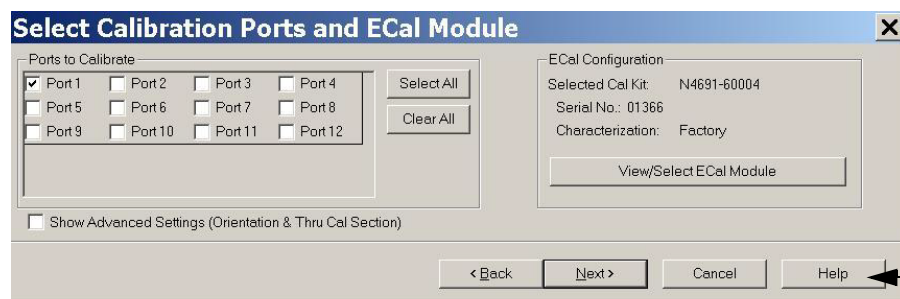 Select Calibration Ports and ECal Module
Ports to Calibrate
Port 1 Port 2 Port 3 Port 4
Port 5 Port 6 Port 7 Port 8
Port 9 Port 10 Port 11 Port 12
Select All
Clear All
Show Advanced Settings (Orientation & Thru Cal Section)
ECal Configuration
Selected Cal Kit: N4691-60004
Serial No.: 01366
Characterization: Factory
View/Select ECal Module
< Back Next > Cancel Help